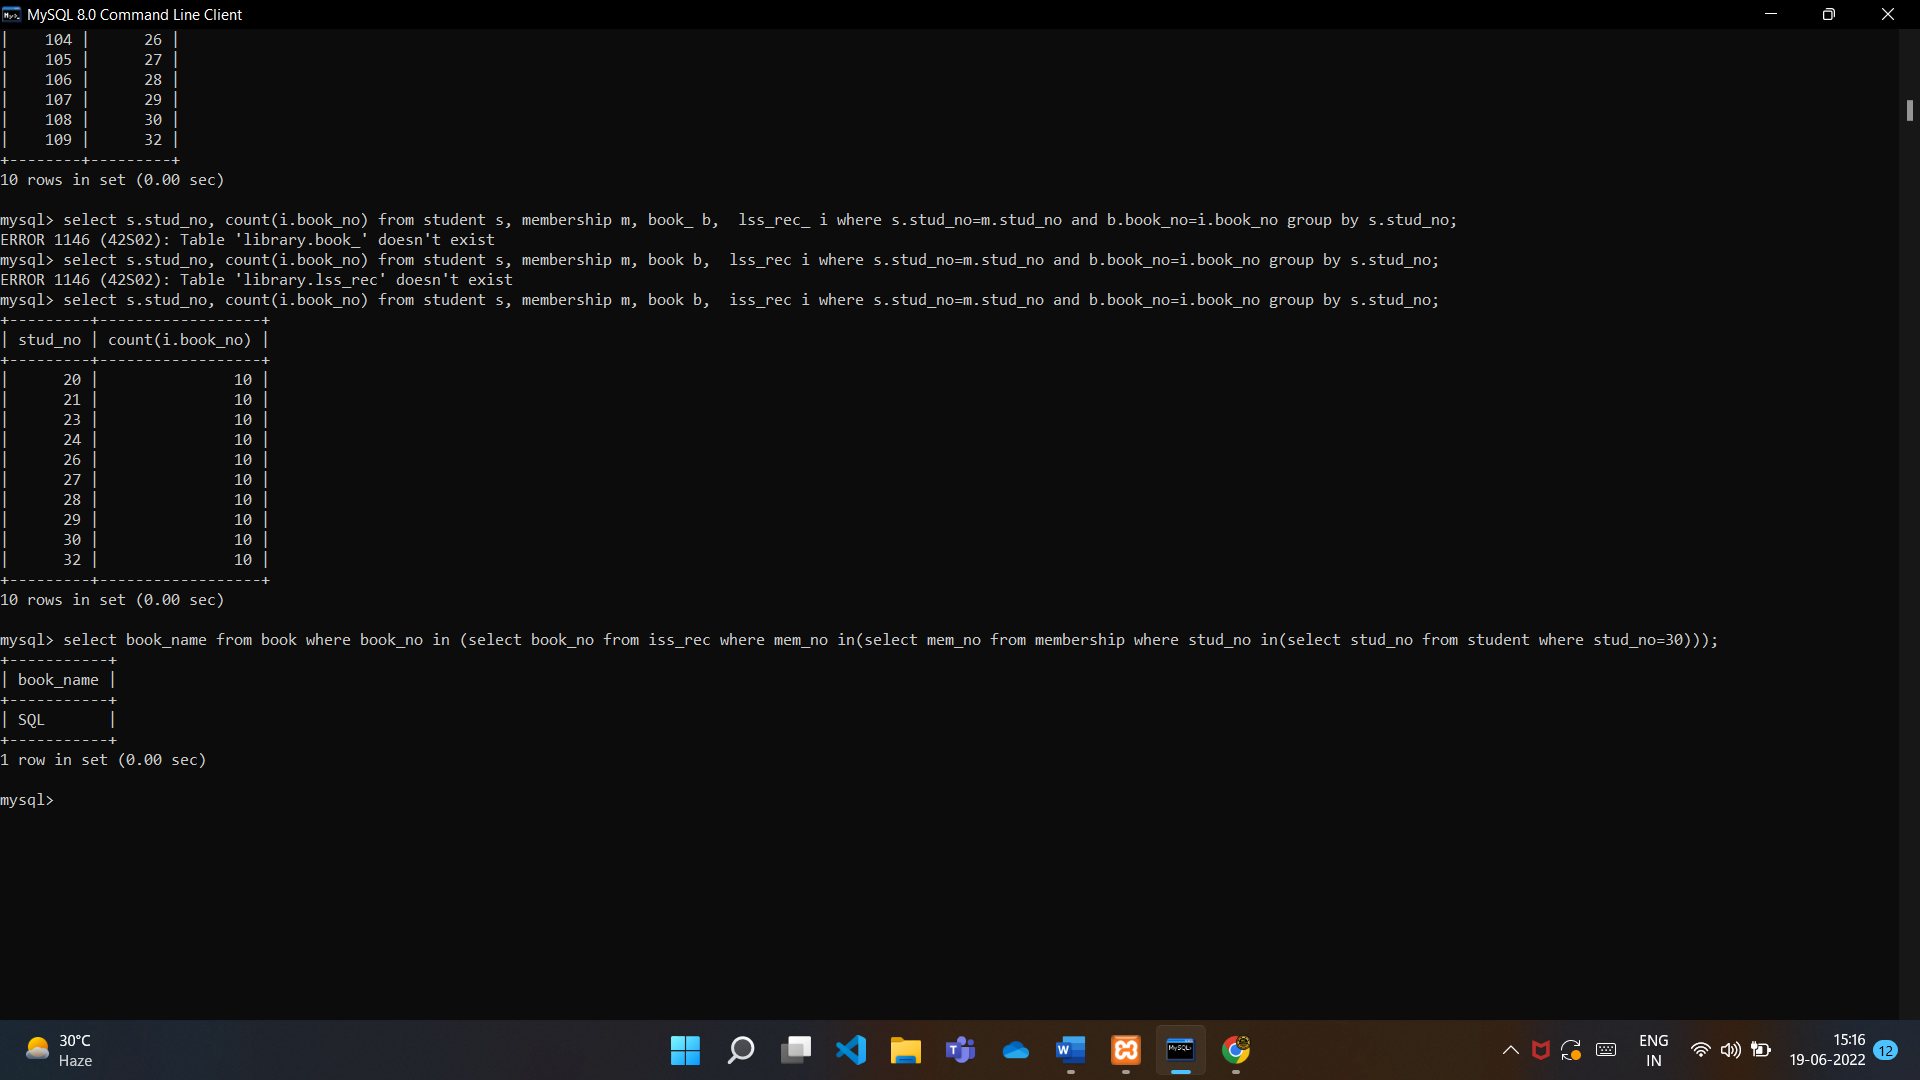 MySQL 8.0 Command Line Client
|    104 |      26 |
|    105 |      27 |
|    106 |      28 |
|    107 |      29 |
|    108 |      30 |
|    109 |      32 |
+--------+---------+
10 rows in set (0.00 sec)
mysql> select s.stud_no, count(i.book_no) from student s, membership m, book_ b,  lss_rec_ i where s.stud_no=m.stud_no and b.book_no=i.book_no group by s.stud_no;
ERROR 1146 (42S02): Table 'library.book_' doesn't exist
mysql> select s.stud_no, count(i.book_no) from student s, membership m, book b,  lss_rec i where s.stud_no=m.stud_no and b.book_no=i.book_no group by s.stud_no;
ERROR 1146 (42S02): Table 'library.lss_rec' doesn't exist
mysql> select s.stud_no, count(i.book_no) from student s, membership m, book b,  iss_rec i where s.stud_no=m.stud_no and b.book_no=i.book_no group by s.stud_no;
+---------+------------------+
| stud_no | count(i.book_no) |
+---------+------------------+
|      20 |               10 |
|      21 |               10 |
|      23 |               10 |
|      24 |               10 |
|      26 |               10 |
|      27 |               10 |
|      28 |               10 |
|      29 |               10 |
|      30 |               10 |
|      32 |               10 |
+---------+------------------+
10 rows in set (0.00 sec)
mysql> select book_name from book where book_no in (select book_no from iss_rec where mem_no in(select mem_no from membership where stud_no in(select stud_no from student where stud_no=30)));
+-----------+
| book_name |
+-----------+
| SQL       |
+-----------+
1 row in set (0.00 sec)
mysql>
30°C
Haze
ENG
IN
15:16
19-06-2022
12